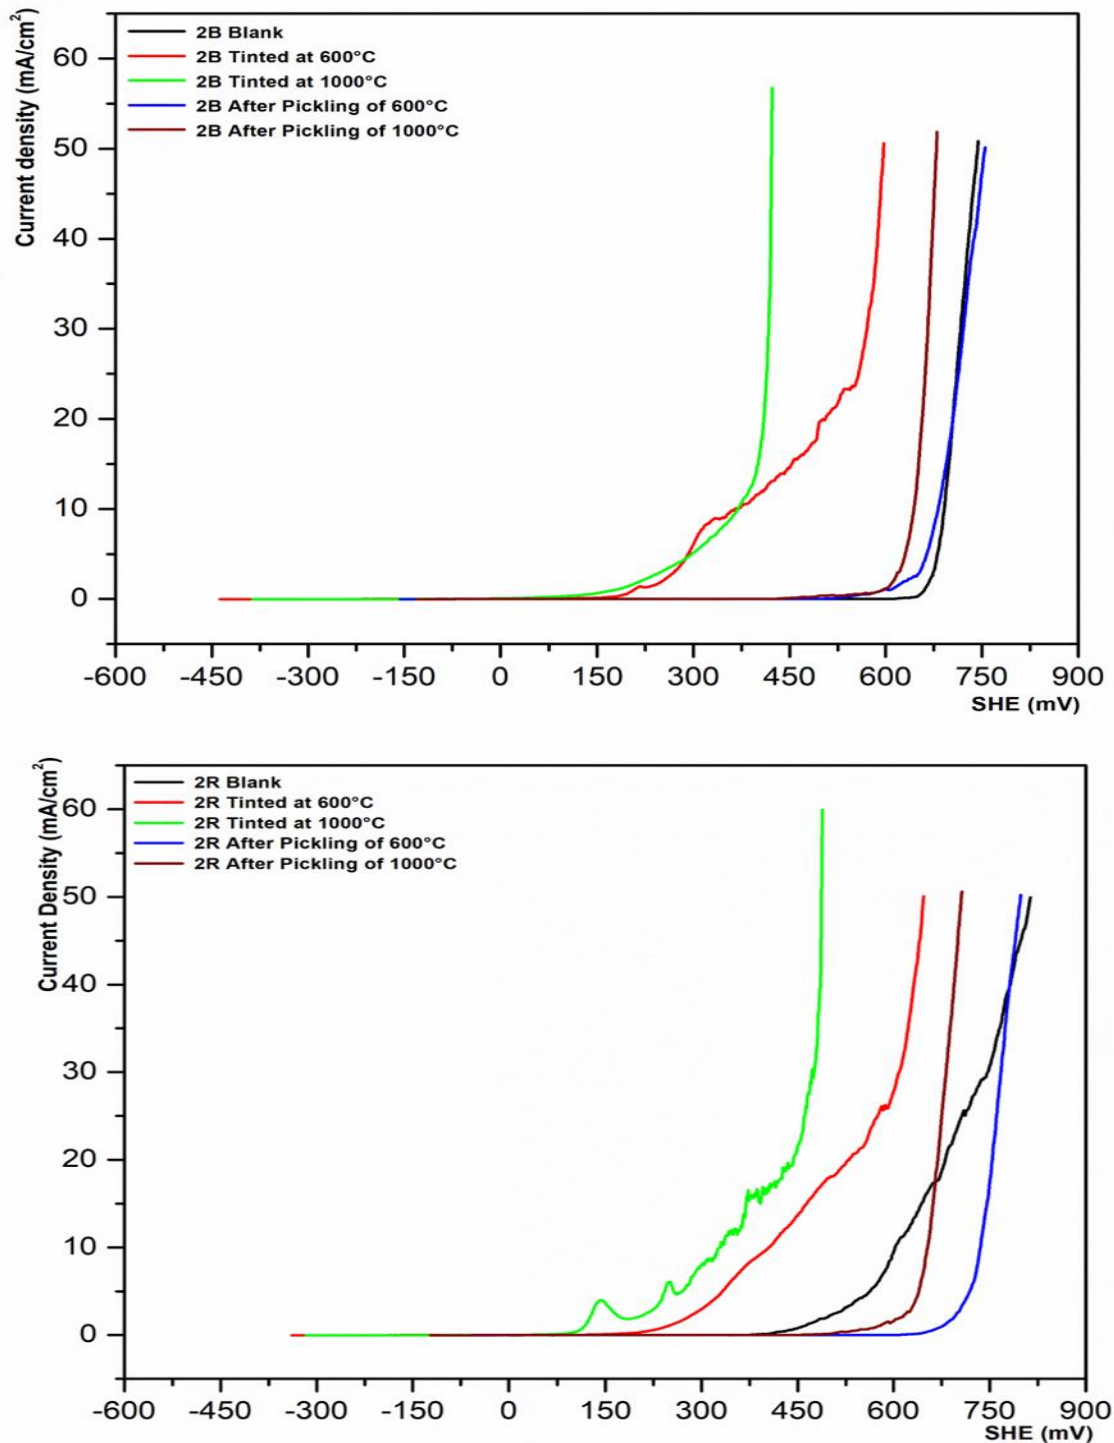 2B Blank
2B Tinted at 600°C
2B Tinted at 1000°C
2B After Pickling of 600°C
2B After Pickling of 1000°C
Current density (mA/cm²)
60
50
40
30
20
10
0
-600 -450 -300 -150 0 150 300 450 600 750 900
SHE (mV)
2R Blank
2R Tinted at 600°C
2R Tinted at 1000°C
2R After Pickling of 600°C
2R After Pickling of 1000°C
Current Density (mA/cm²)
60
50
40
30
20
10
0
-600 -450 -300 -150 0 150 300 450 600 750 900
SHE (mV)